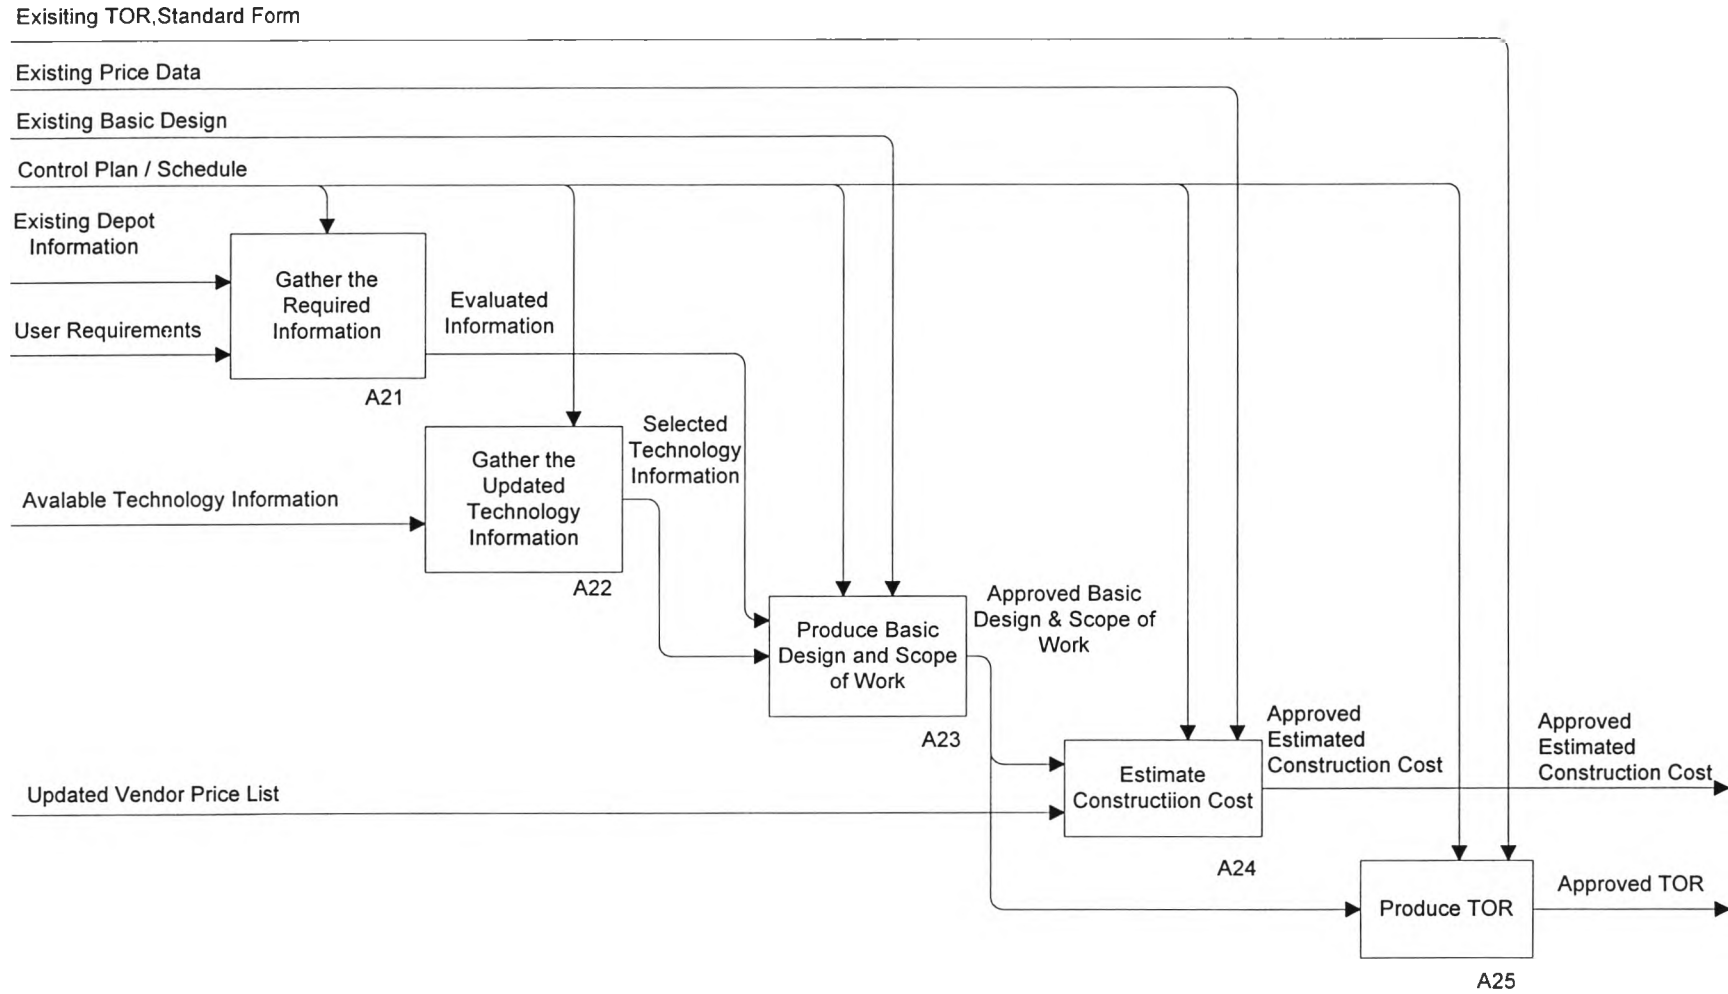 Exisiting TOR,Standard Form
Existing Price Data
Existing Basic Design
Control Plan / Schedule
Existing Depot
Information
User Requirements
Gather the
Required
Information
A21
Evaluated
Information
Avalable Technology Information
Gather the
Updated
Technology
Information
A22
Selected
Technology
Information
Produce Basic
Design and Scope
of Work
A23
Approved Basic
Design & Scope of
Work
Updated Vendor Price List
Estimate
Constructiion Cost
A24
Approved
Estimated
Construction Cost
Approved
Estimated
Construction Cost
Produce TOR
A25
Approved TOR